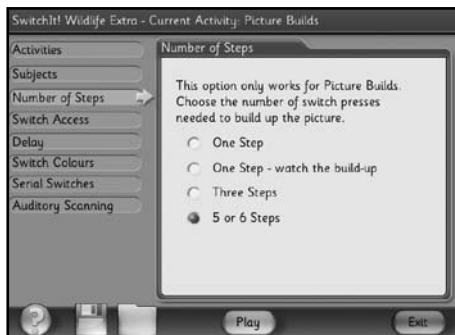 SwitchIt! Wildlife Extra - Current Activity: Picture Builds
Activities
Subjects
Number of Steps
Switch Access
Delay
Switch Colours
Serial Switches
Auditory Scanning
Number of Steps
This option only works for Picture Builds.
Choose the number of switch presses
needed to build up the picture.
One Step
One Step - watch the build-up
Three Steps
5 or 6 Steps
?
Play
Exit